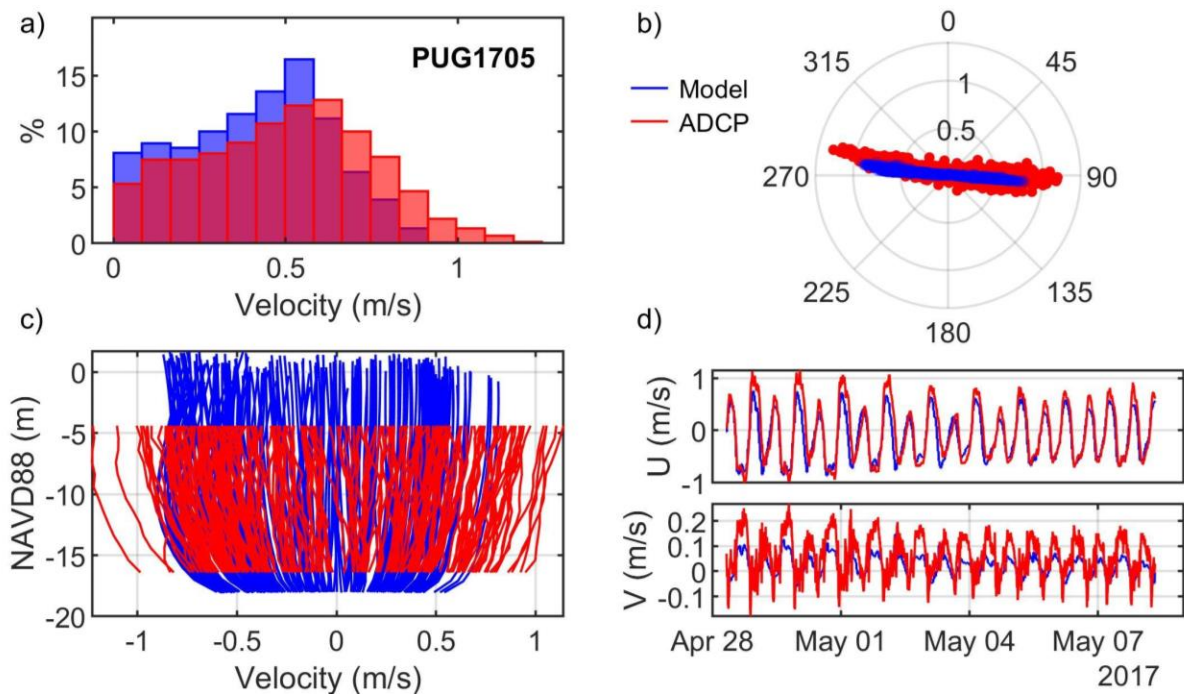 a)
PUG1705
%
15
10
5
0
0
0.5
1
Velocity (m/s)
b)
Model
ADCP
0
45
90
135
180
225
270
315
1
0.5
c)
NAVD88 (m)
0
-5
-10
-15
-20
-1
-0.5
0
0.5
1
Velocity (m/s)
d)
U (m/s)
1
0
-1
V (m/s)
0.2
0.1
0
-0.1
Apr 28
May 01
May 04
May 07
2017